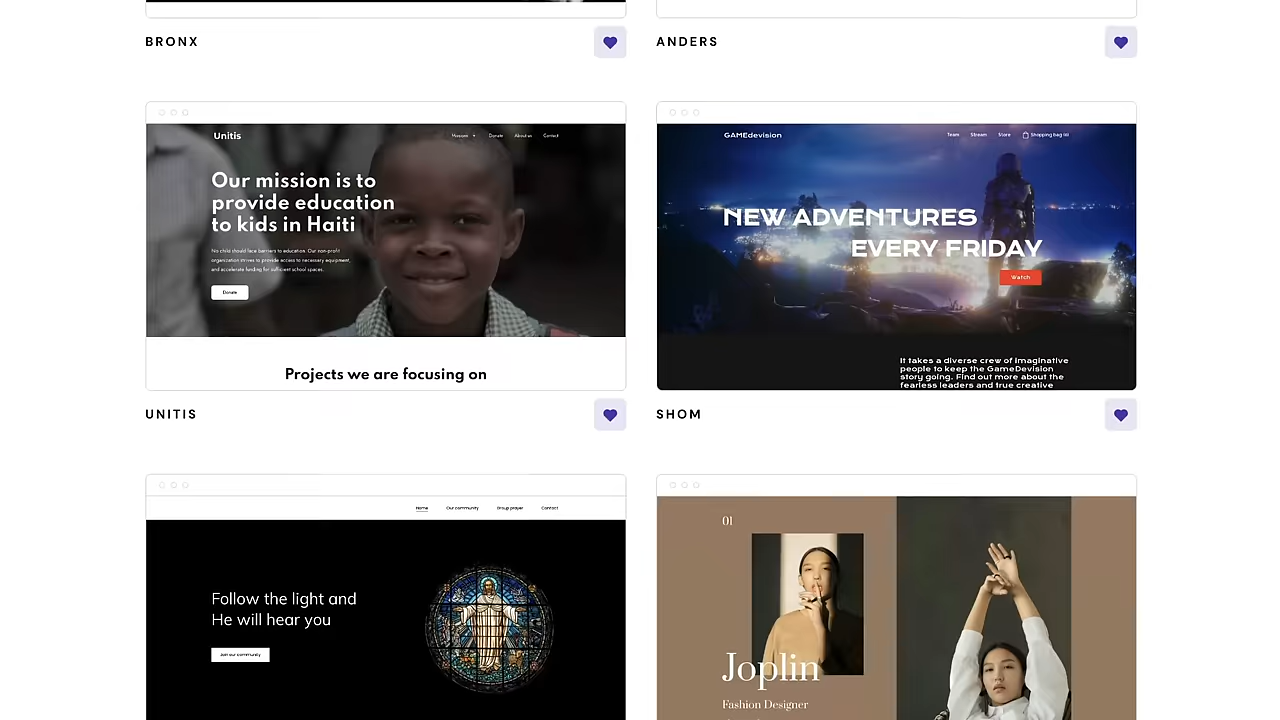 BRONX
ANDERS
Unitis
Missions Donate About us Contact
Our mission is to
provide education
to kids in Haiti
No child should face barriers to education. Our non-profit
organization strives to provide access to necessary equipment,
and accelerate funding for sufficient school spaces.
Donate
Projects we are focusing on
UNITIS
GAMEdevision
Team Stream Store Shopping bag (0)
NEW ADVENTURES
EVERY FRIDAY
Watch
It takes a diverse crew of imaginative
people to keep the GameDevision
story going. Find out more about the
fearless leaders and true creative
SHOM
Home Our community Group prayer Contact
Follow the light and
He will hear you
Join our community
01
Joplin
Fashion Designer